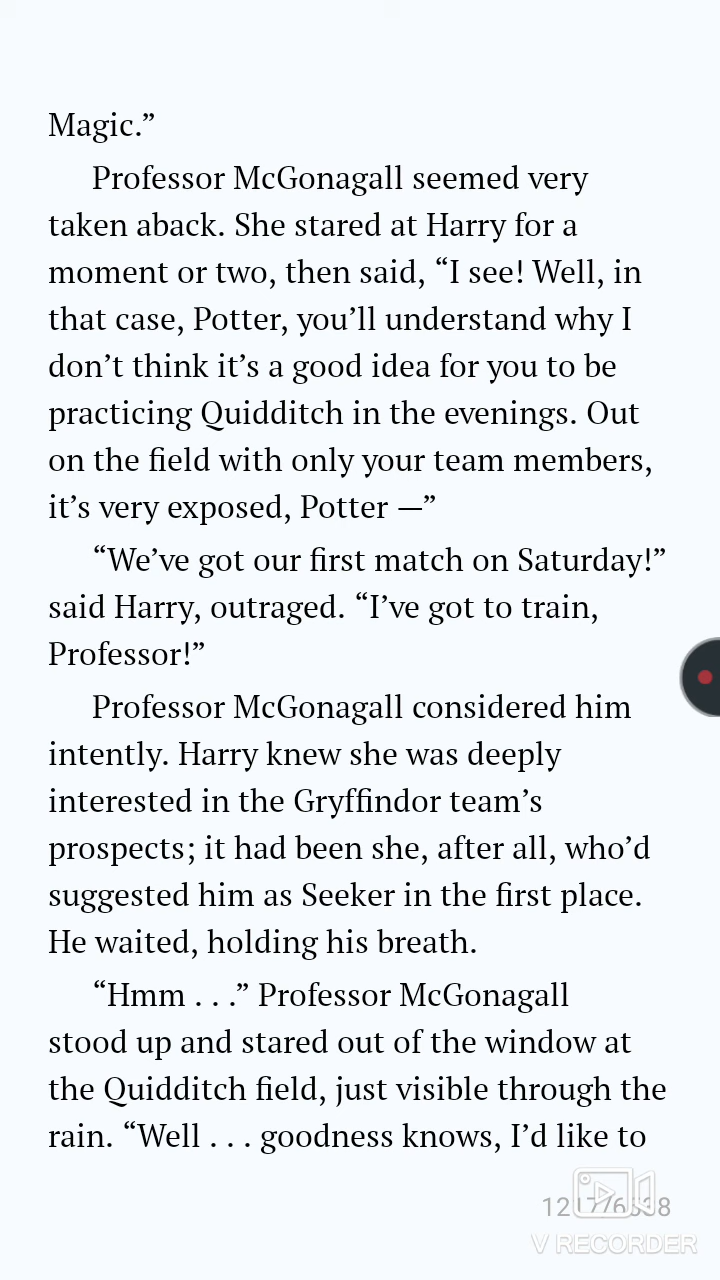 Magic.”
Professor McGonagall seemed very
taken aback. She stared at Harry for a
moment or two, then said, “I see! Well, in
that case, Potter, you’ll understand why I
don’t think it’s a good idea for you to be
practicing Quidditch in the evenings. Out
on the field with only your team members,
it’s very exposed, Potter —”
“We’ve got our first match on Saturday!”
said Harry, outraged. “I’ve got to train,
Professor!”
Professor McGonagall considered him
intently. Harry knew she was deeply
interested in the Gryffindor team’s
prospects; it had been she, after all, who’d
suggested him as Seeker in the first place.
He waited, holding his breath.
“Hmm . . .” Professor McGonagall
stood up and stared out of the window at
the Quidditch field, just visible through the
rain. “Well . . . goodness knows, I’d like to
V RECORDER